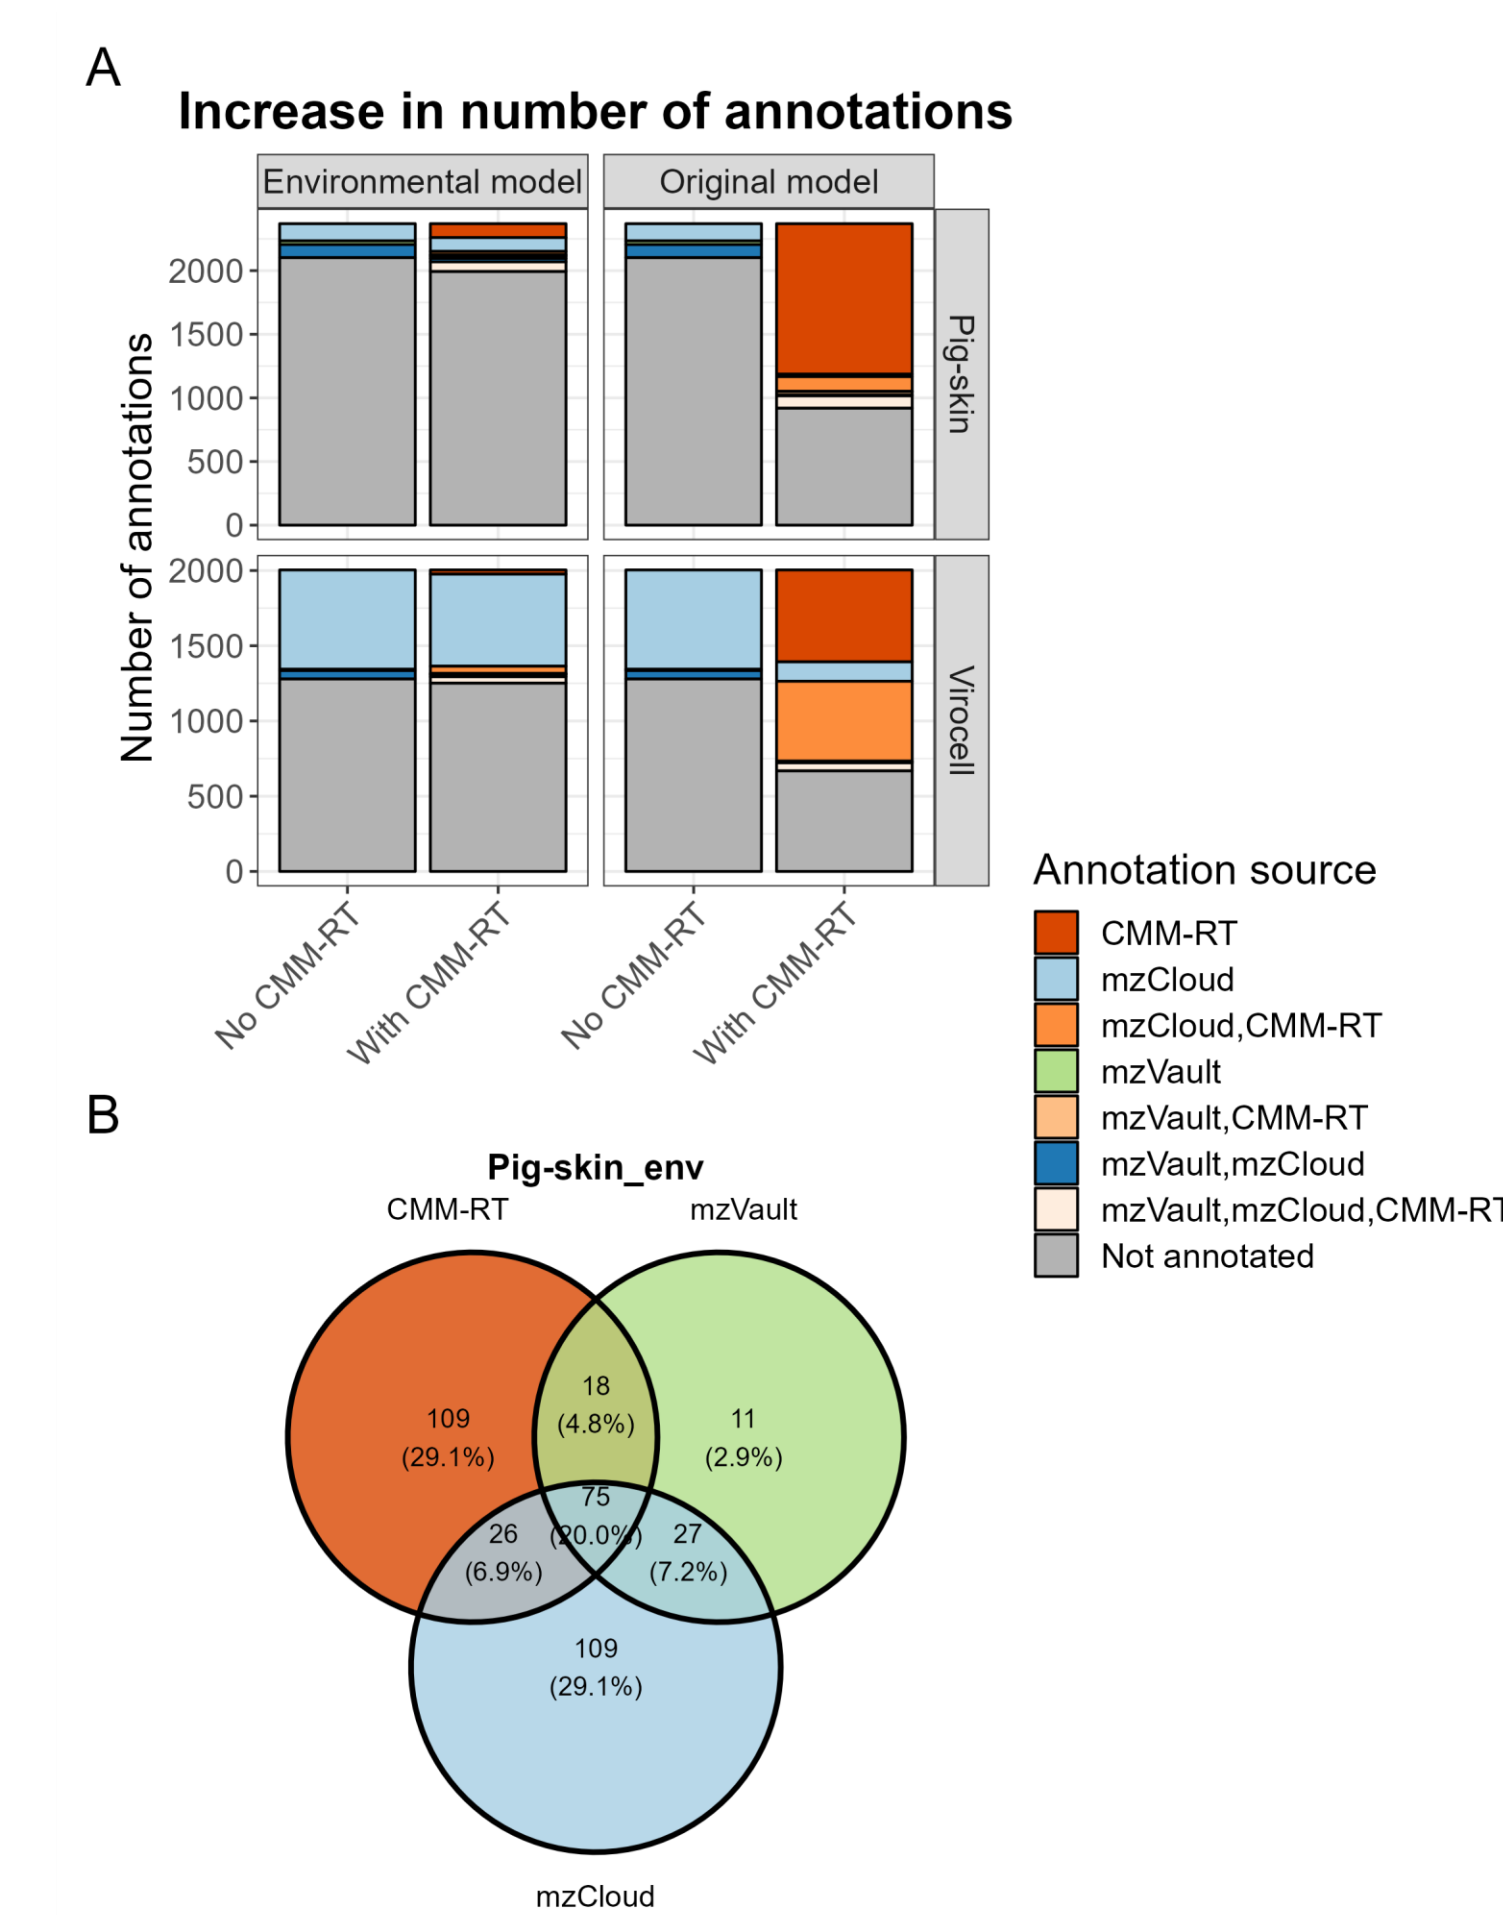 A
Increase in number of annotations
Environmental model
Original model
Number of annotations
2000
1500
1000
500
0
Pig-skin
2000
1500
1000
500
0
Virocell
No CMM-RT
With CMM-RT
No CMM-RT
With CMM-RT
Annotation source
CMM-RT
mzCloud
mzCloud,CMM-RT
mzVault
mzVault,CMM-RT
mzVault,mzCloud
mzVault,mzCloud,CMM-RT
Not annotated
B
Pig-skin_env
CMM-RT
mzVault
18
(4.8%)
109
(29.1%)
11
(2.9%)
75
(20.0%)
26
(6.9%)
27
(7.2%)
109
(29.1%)
mzCloud